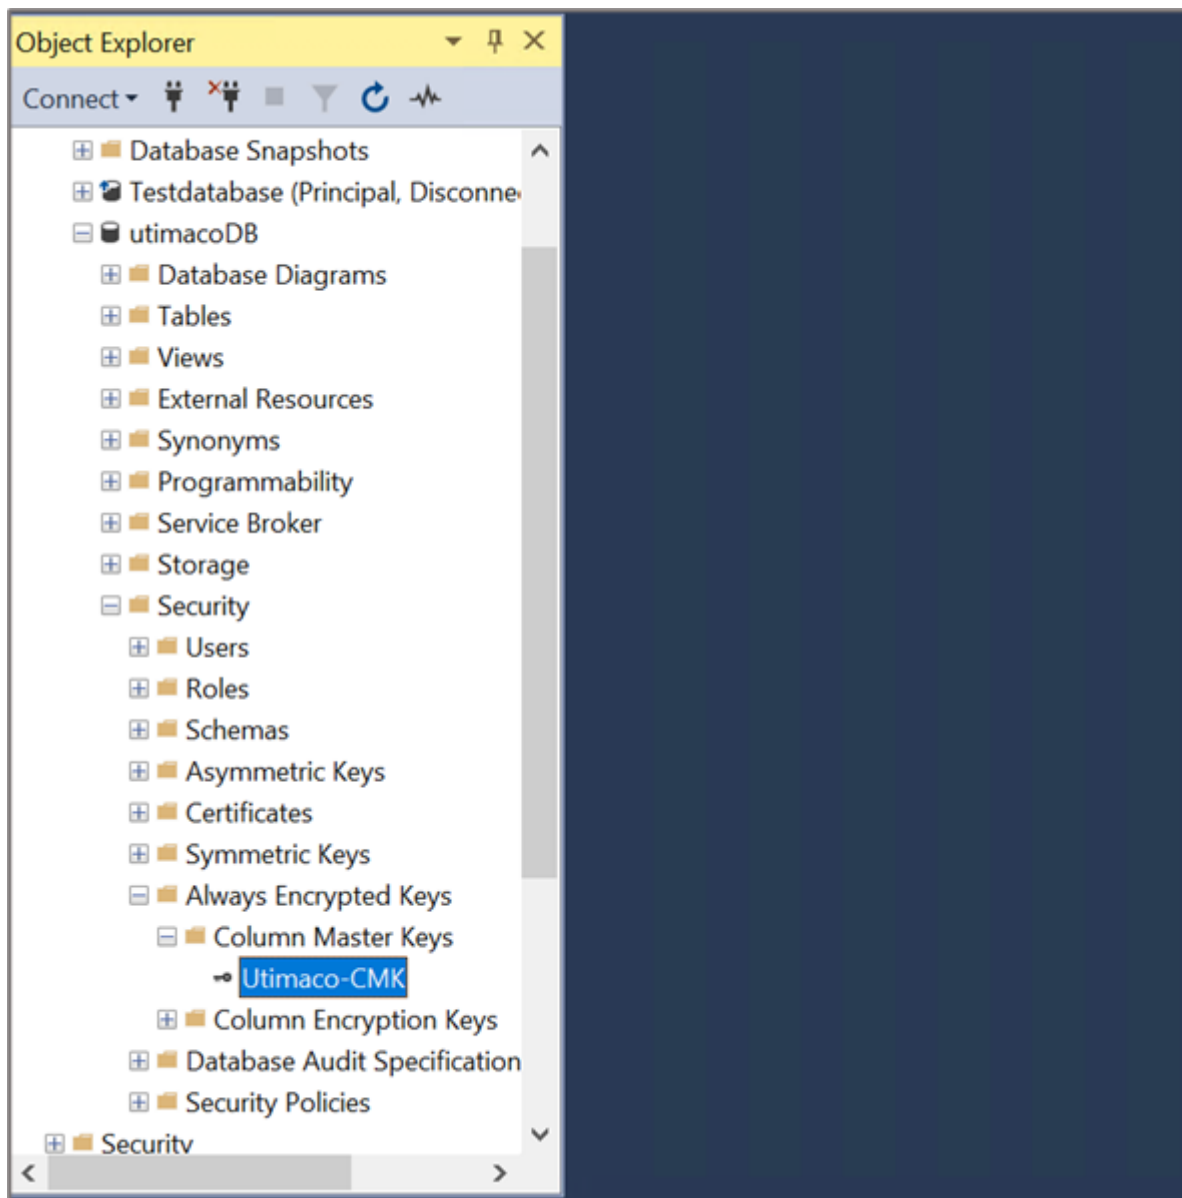 Object Explorer
Connect
Database Snapshots
Testdatabase (Principal, Disconne
utimacoDB
Database Diagrams
Tables
Views
External Resources
Synonyms
Programmability
Service Broker
Storage
Security
Users
Roles
Schemas
Asymmetric Keys
Certificates
Symmetric Keys
Always Encrypted Keys
Column Master Keys
Utimaco-CMK
Column Encryption Keys
Database Audit Specification
Security Policies
Security